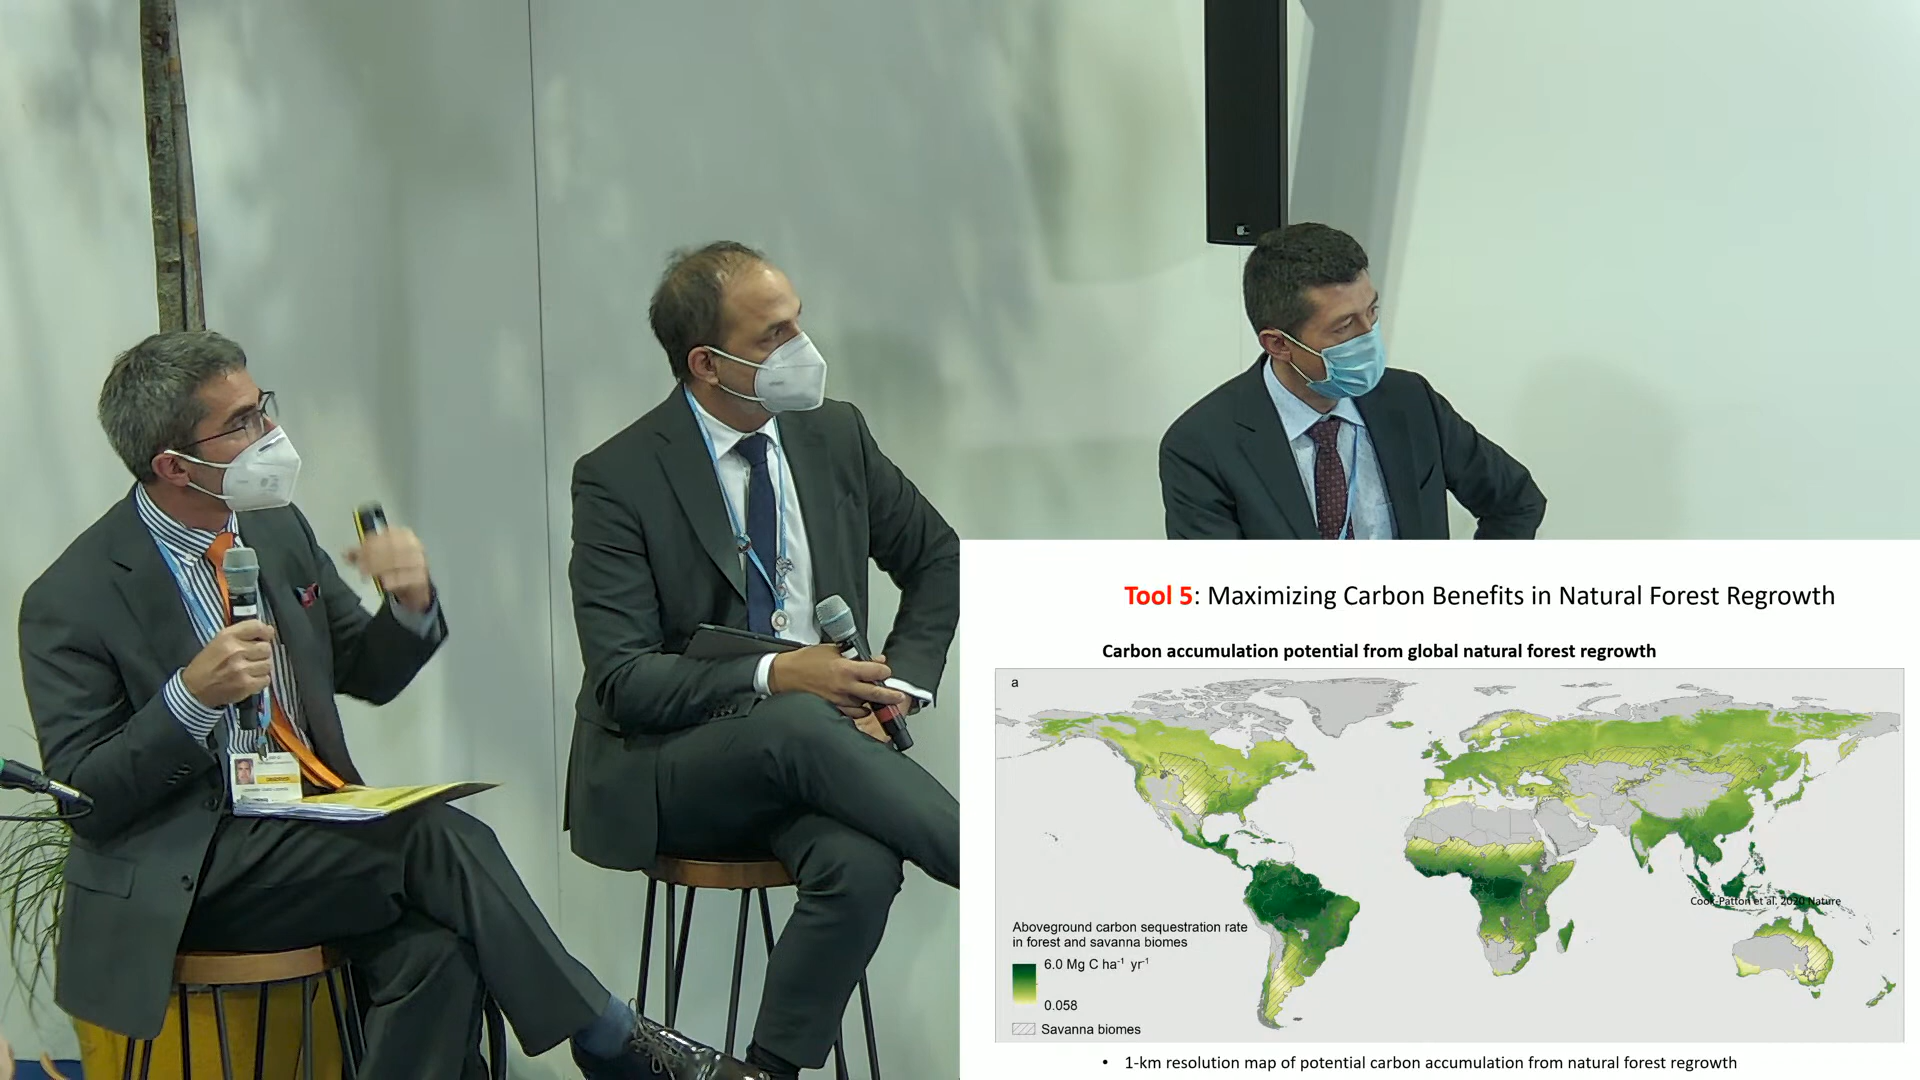 Tool 5: Maximizing Carbon Benefits in Natural Forest Regrowth
Carbon accumulation potential from global natural forest regrowth
a
Cook-Patton et al. 2020 Nature
Aboveground carbon sequestration rate
in forest and savanna biomes
6.0 Mg C ha⁻¹ yr⁻¹
0.058
Savanna biomes
• 1-km resolution map of potential carbon accumulation from natural forest regrowth